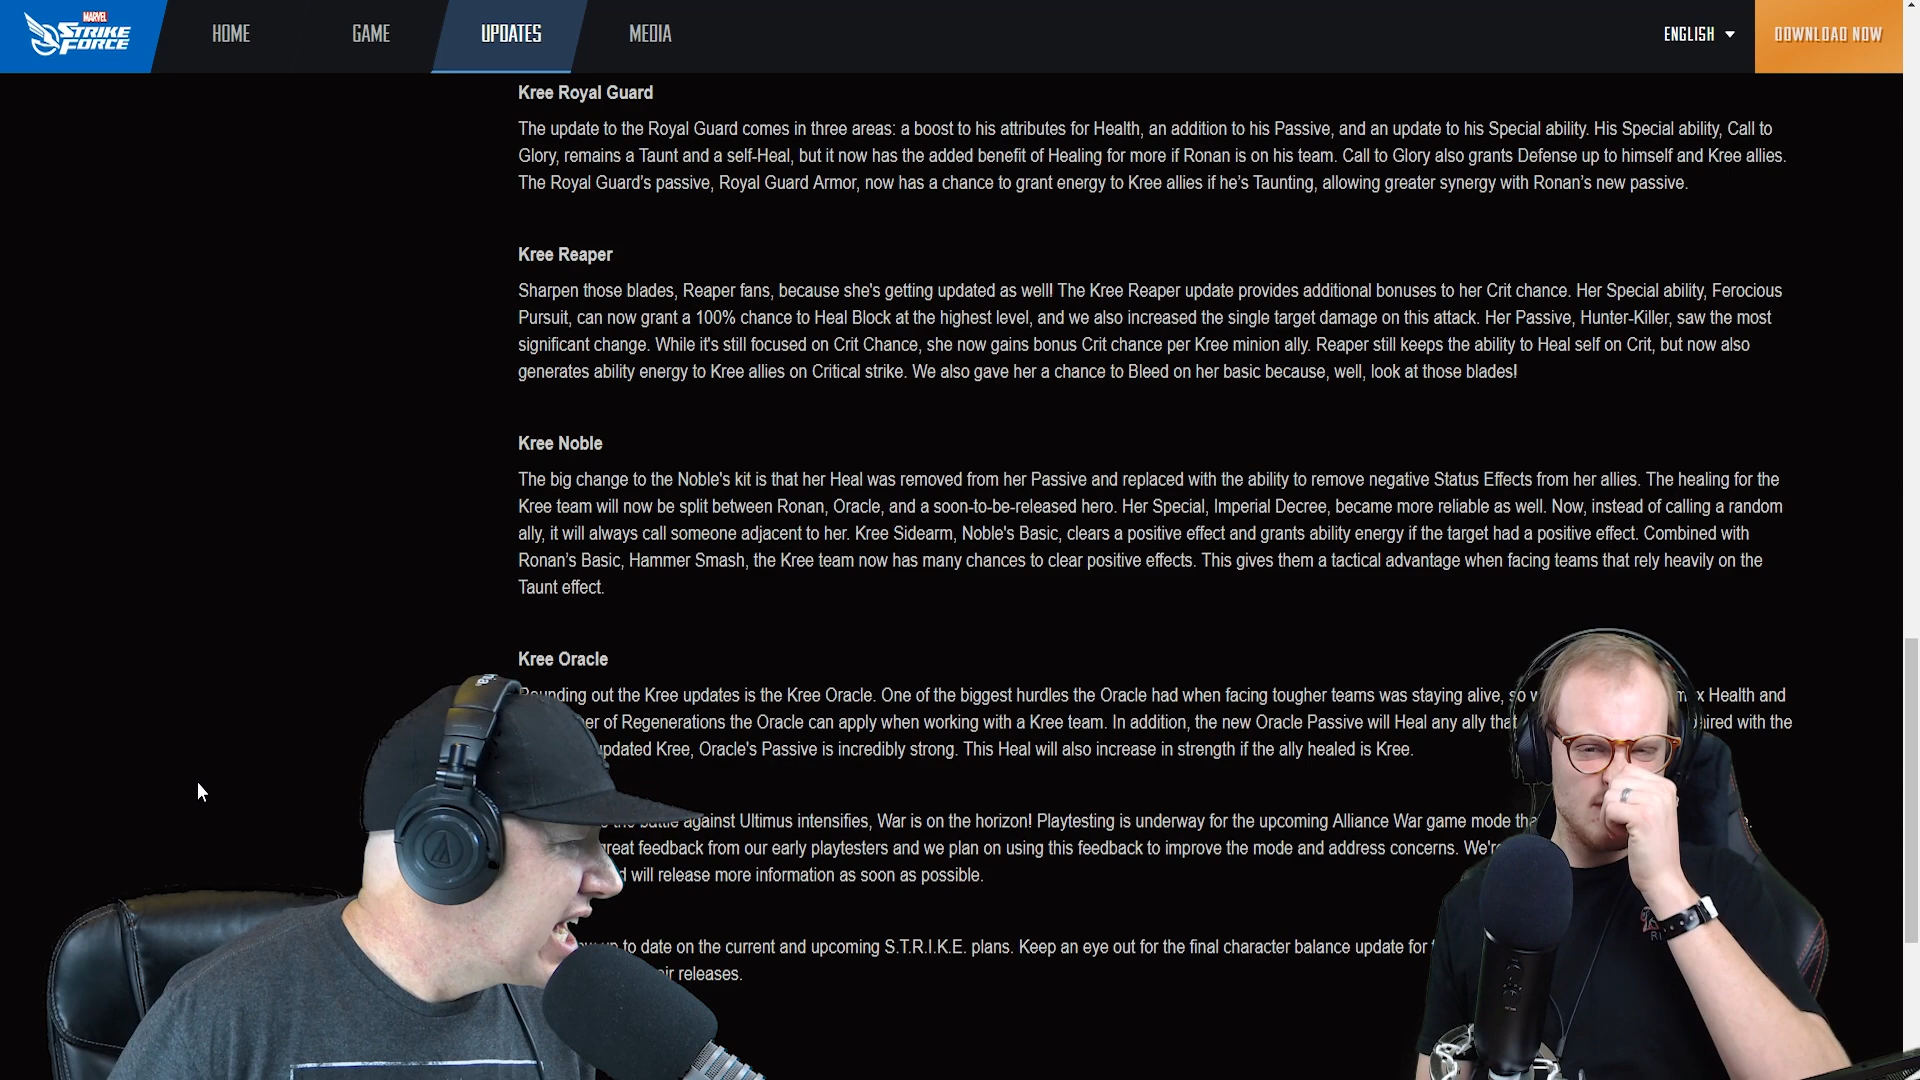 MARVEL
STRIKE
FORCE
HOME
GAME
UPDATES
MEDIA
ENGLISH
DOWNLOAD NOW
Kree Royal Guard
The update to the Royal Guard comes in three areas: a boost to his attributes for Health, an addition to his Passive, and an update to his Special ability. His Special ability, Call to
Glory, remains a Taunt and a self-Heal, but it now has the added benefit of Healing for more if Ronan is on his team. Call to Glory also grants Defense up to himself and Kree allies.
The Royal Guard’s passive, Royal Guard Armor, now has a chance to grant energy to Kree allies if he’s Taunting, allowing greater synergy with Ronan’s new passive.
Kree Reaper
Sharpen those blades, Reaper fans, because she's getting updated as well! The Kree Reaper update provides additional bonuses to her Crit chance. Her Special ability, Ferocious
Pursuit, can now grant a 100% chance to Heal Block at the highest level, and we also increased the single target damage on this attack. Her Passive, Hunter-Killer, saw the most
significant change. While it's still focused on Crit Chance, she now gains bonus Crit chance per Kree minion ally. Reaper still keeps the ability to Heal self on Crit, but now also
generates ability energy to Kree allies on Critical strike. We also gave her a chance to Bleed on her basic because, well, look at those blades!
Kree Noble
The big change to the Noble's kit is that her Heal was removed from her Passive and replaced with the ability to remove negative Status Effects from her allies. The healing for the
Kree team will now be split between Ronan, Oracle, and a soon-to-be-released hero. Her Special, Imperial Decree, became more reliable as well. Now, instead of calling a random
ally, it will always call someone adjacent to her. Kree Sidearm, Noble's Basic, clears a positive effect and grants ability energy if the target had a positive effect. Combined with
Ronan’s Basic, Hammer Smash, the Kree team now has many chances to clear positive effects. This gives them a tactical advantage when facing teams that rely heavily on the
Taunt effect.
Kree Oracle
out the Kree updates is the Kree Oracle. One of the biggest hurdles the Oracle had when facing tougher teams was staying alive, Health and
of Regenerations the Oracle can apply when working with a Kree team. In addition, the new Oracle Passive will Heal any ally with the
Kree, Oracle's Passive is incredibly strong. This Heal will also increase in strength if the ally healed is Kree.
against Ultimus intensifies, War is on the horizon! Playtesting is underway for the upcoming Alliance War game mode
great feedback from our early playtesters and we plan on using this feedback to improve the mode and address concerns.
will release more information as soon as possible.
to date on the current and upcoming S.T.R.I.K.E. plans. Keep an eye out for the final character balance update for
releases.